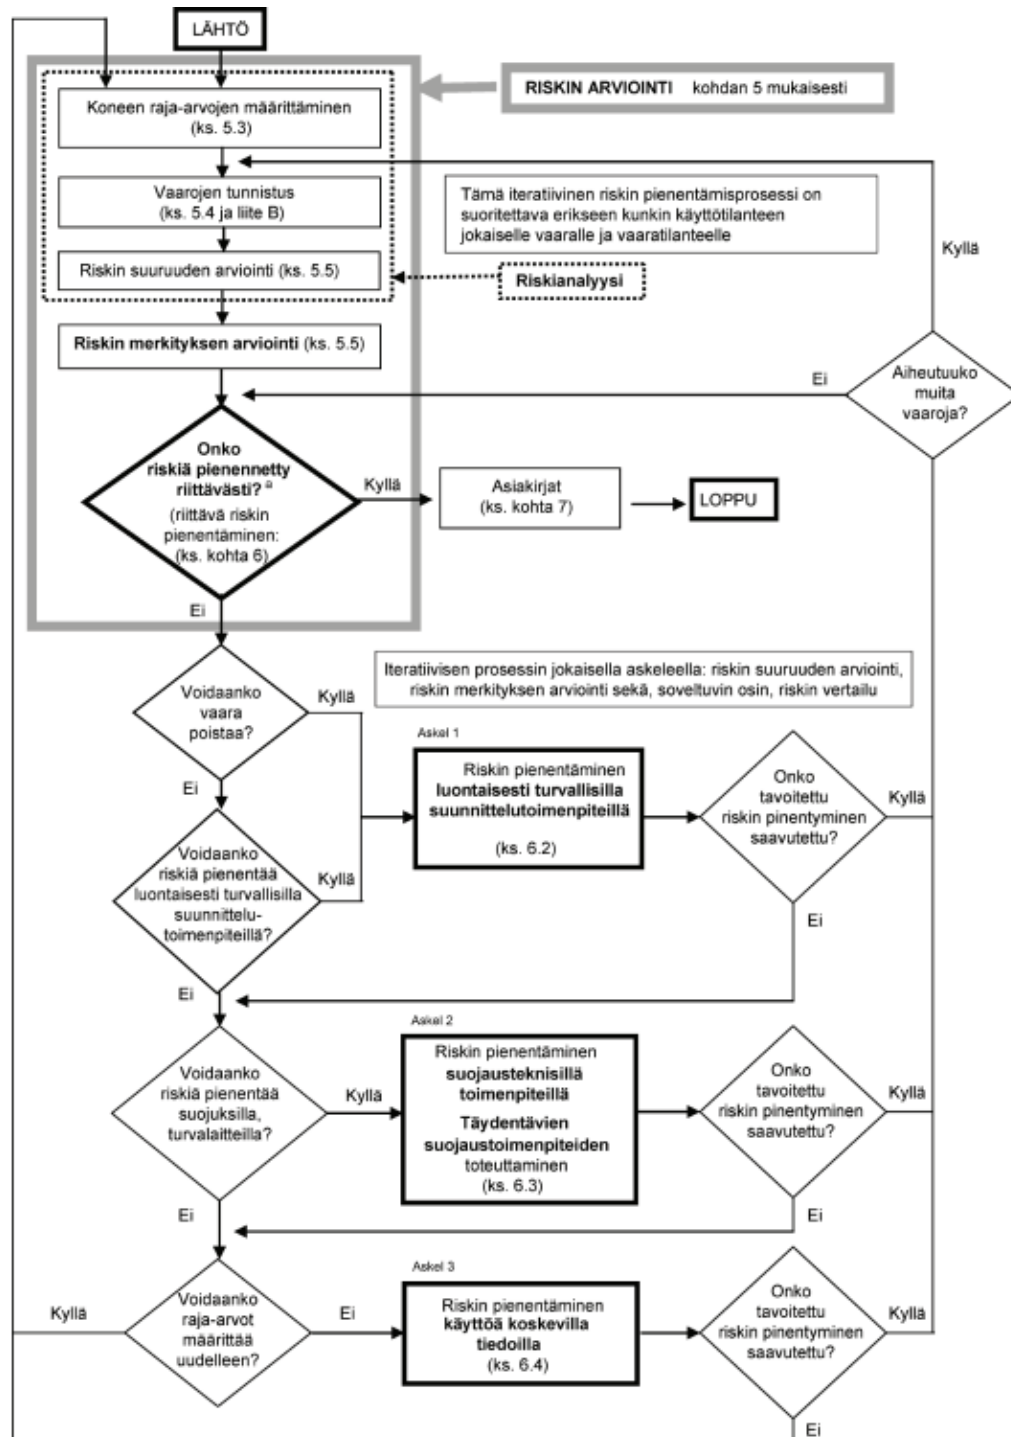 LÄHTÖ
RISKIN ARVIOINTI kohdan 5 mukaisesti
Koneen raja-arvojen määrittäminen
(ks. 5.3)
Vaarojen tunnistus
(ks. 5.4 ja liite B)
Tämä iteratiivinen riskin pienentämisprosessi on
suoritettava erikseen kunkin käyttötilanteen
jokaiselle vaaralle ja vaaratilanteelle
Kyllä
Riskin suuruuden arviointi (ks. 5.5)
Riskianalyysi
Riskin merkityksen arviointi (ks. 5.5)
Ei
Aiheutuuko
muita
vaaroja?
Onko
riskiä pienennetty
riittävästi? a
(riittävä riskin
pienentäminen:
(ks. kohta 6)
Kyllä
Asiakirjat
(ks. kohta 7)
LOPPU
Ei
Iteratiivisen prosessin jokaisella askeleella: riskin suuruuden arviointi,
riskin merkityksen arviointi sekä, soveltuvin osin, riskin vertailu
Voidaanko
vaara
poistaa?
Kyllä
Ei
Askel 1
Riskin pienentäminen
luontaisesti turvallisilla
suunnittelutoimenpiteillä
(ks. 6.2)
Onko
tavoitettu
riskin pinentyminen
saavutettu?
Kyllä
Voidaanko
riskiä pienentää
luontaisesti turvallisilla
suunnittelu-
toimenpiteillä?
Kyllä
Ei
Ei
Askel 2
Voidaanko
riskiä pienentää
suojuksilla,
turvalaitteilla?
Kyllä
Riskin pienentäminen
suojausteknisillä
toimenpiteillä
Täydentävien
suojaustoimenpiteiden
toteuttaminen
(ks. 6.3)
Onko
tavoitettu
riskin pinentyminen
saavutettu?
Kyllä
Ei
Ei
Askel 3
Kyllä
Voidaanko
raja-arvot
määrittää
uudelleen?
Ei
Riskin pienentäminen
käyttöä koskevilla
tiedoilla
(ks. 6.4)
Onko
tavoitettu
riskin pinentyminen
saavutettu?
Kyllä
Ei